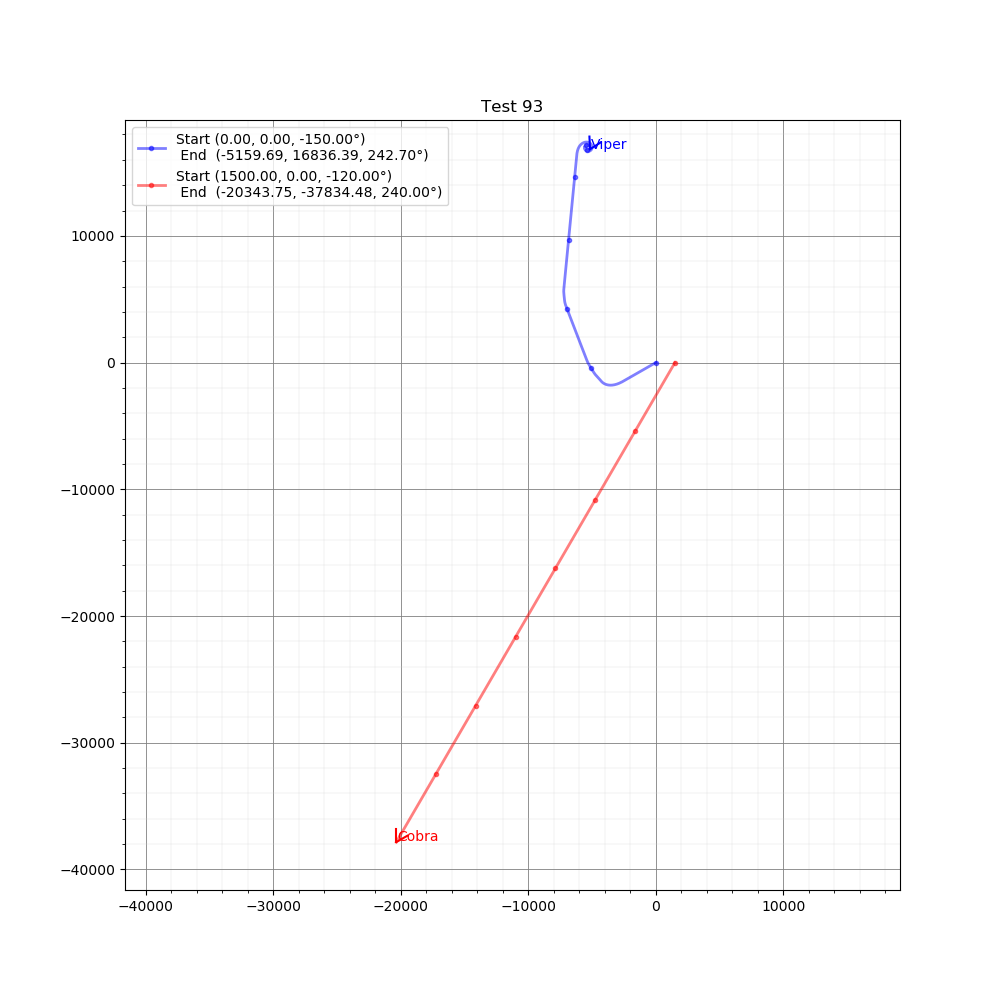 Test 93
Start (0.00, 0.00, -150.00°)
End (-5159.69, 16836.39, 242.70°)
Start (1500.00, 0.00, -120.00°)
End (-20343.75, -37834.48, 240.00°)
Viper
10000
0
−10000
−20000
−30000
Cobra
−40000
−40000 −30000 −20000 −10000 0 10000